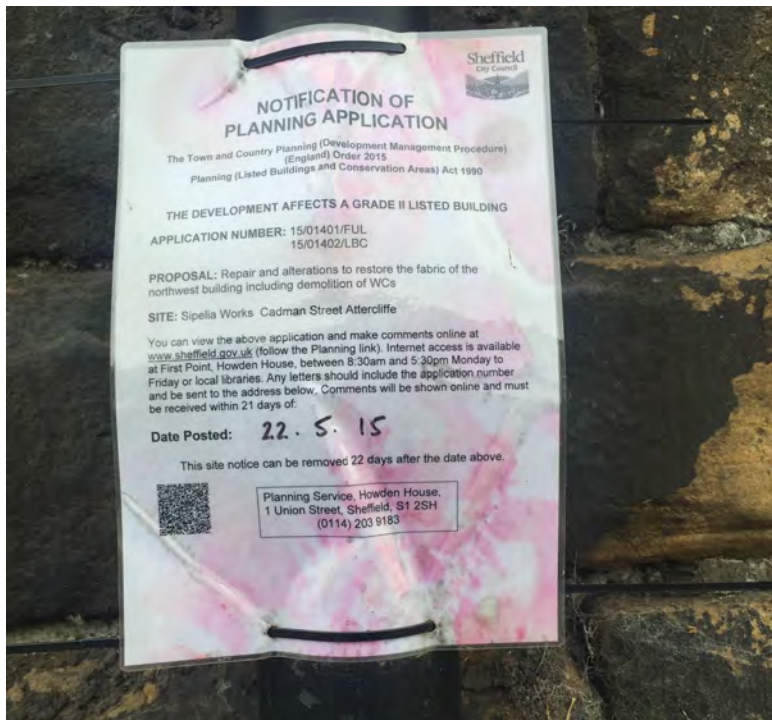 Sheffield
City Council
NOTIFICATION OF
PLANNING APPLICATION
The Town and Country Planning (Development Management Procedure)
(England) Order 2015
Planning (Listed Buildings and Conservation Areas) Act 1990
THE DEVELOPMENT AFFECTS A GRADE II LISTED BUILDING
APPLICATION NUMBER: 15/01401/FUL
15/01402/LBC
PROPOSAL: Repair and alterations to restore the fabric of the
northwest building including demolition of WCs
SITE: Sipelia Works Cadman Street Attercliffe
You can view the above application and make comments online at
www.sheffield.gov.uk (follow the Planning link). Internet access is available
at First Point, Howden House, between 8:30am and 5:30pm Monday to
Friday or local libraries. Any letters should include the application number
and be sent to the address below. Comments will be shown online and must
be received within 21 days of:
Date Posted: 22 . 5 . 15
This site notice can be removed 22 days after the date above.
Planning Service, Howden House,
1 Union Street, Sheffield, S1 2SH
(0114) 203 9183